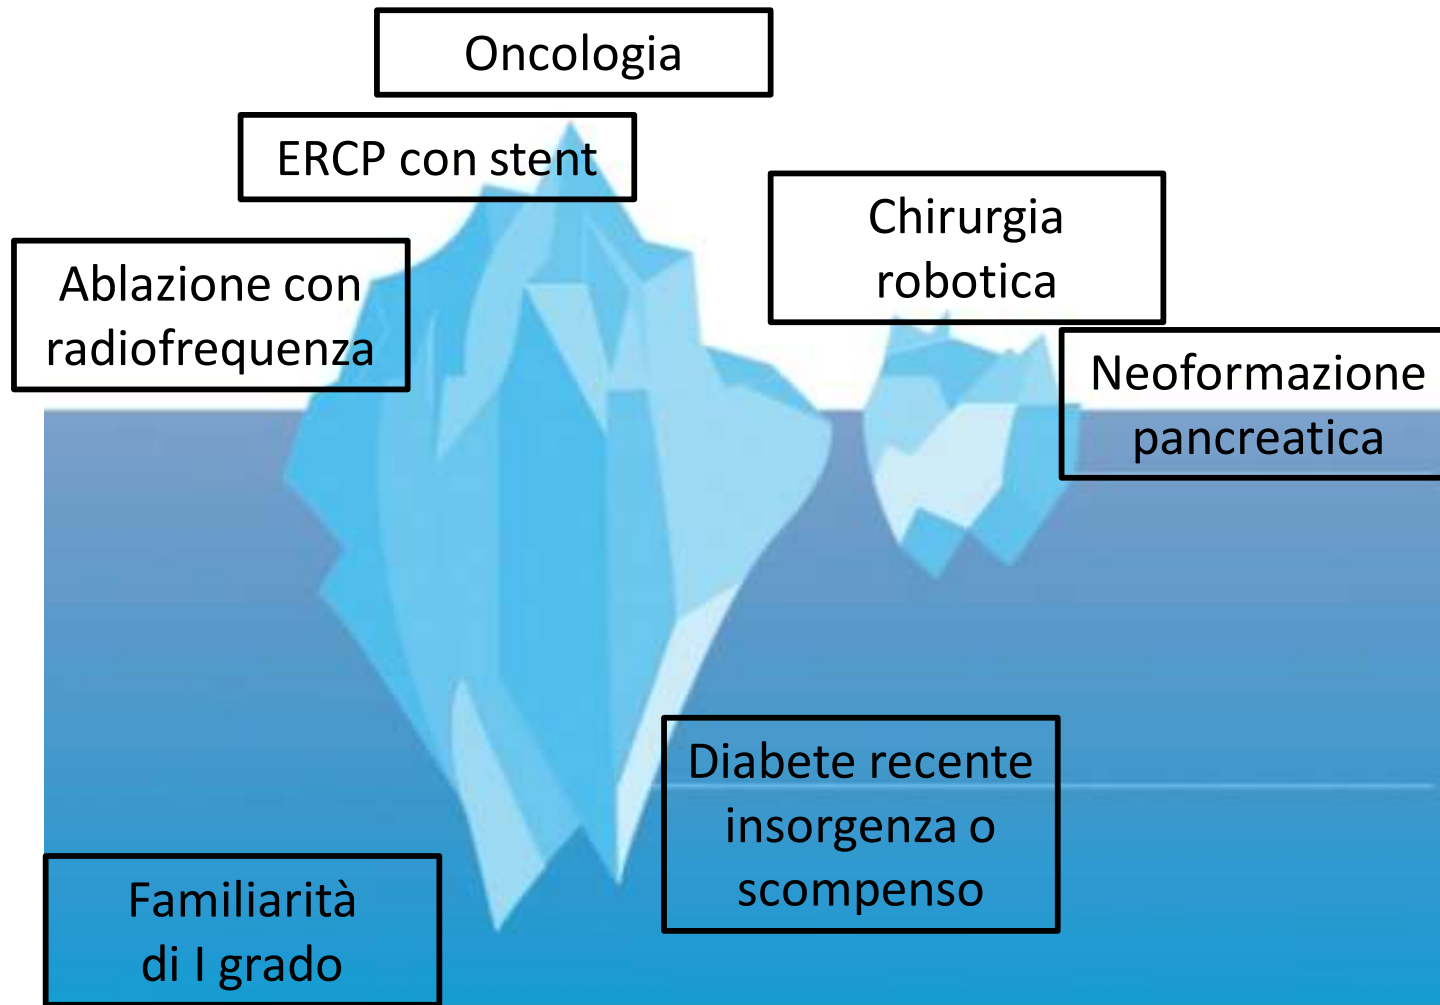 Oncologia
ERCP con stent
Chirurgia
robotica
Ablazione con
radiofrequenza
Neoformazione
pancreatica
Diabete recente
insorgenza o
scompenso
Familiarità
di I grado